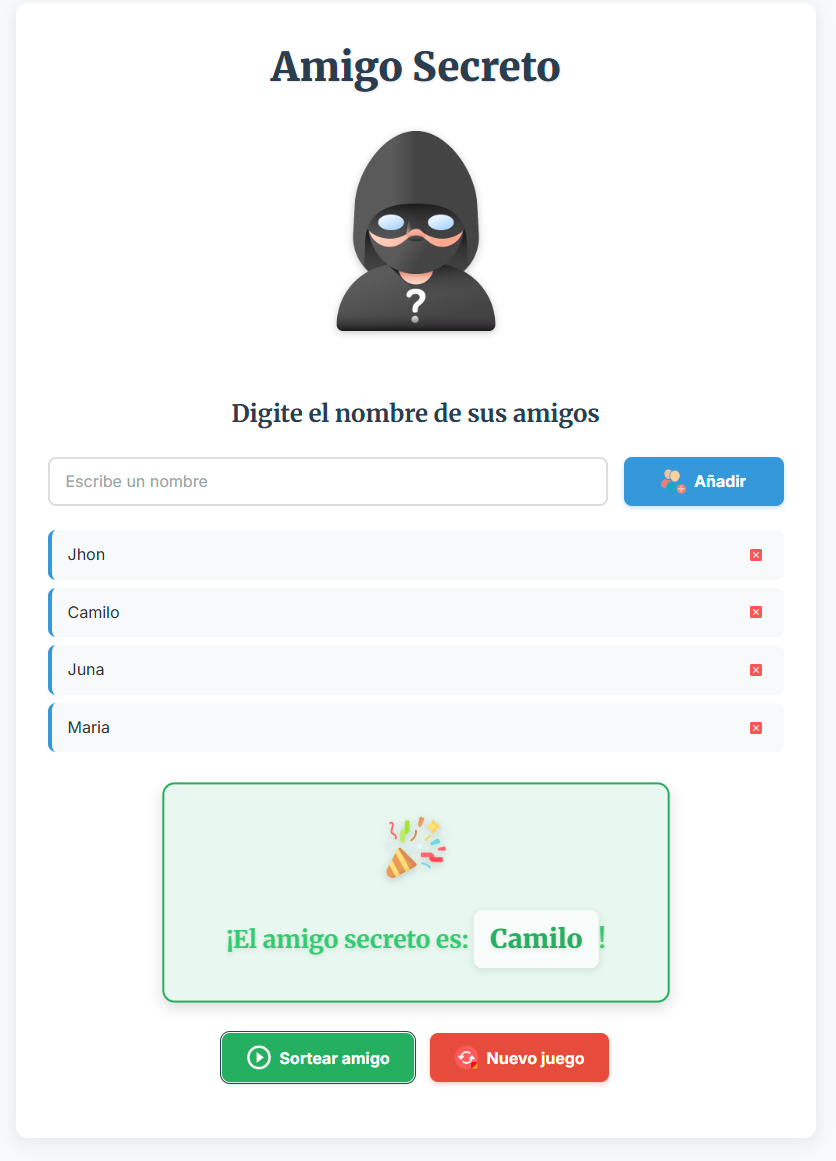 Amigo Secreto
?
Digite el nombre de sus amigos
Escribe un nombre
Añadir
Jhon
Camilo
Juna
Maria
¡El amigo secreto es: Camilo!
Sortear amigo
Nuevo juego